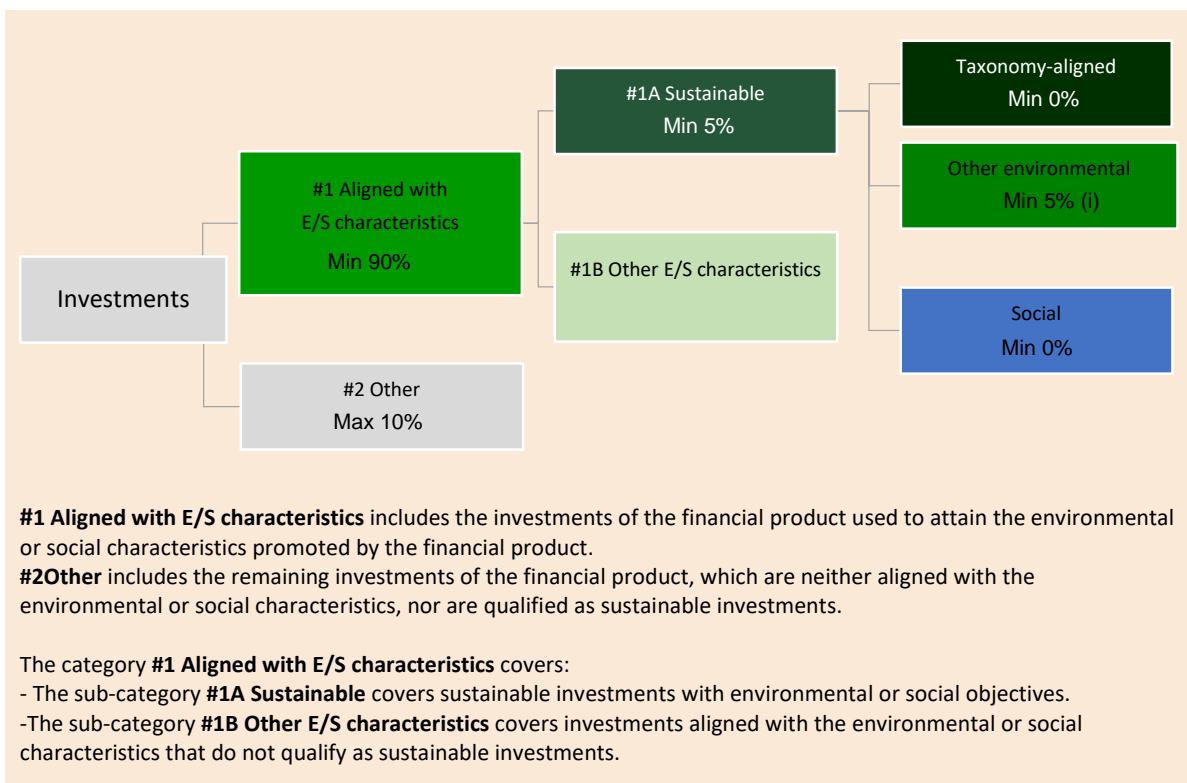 Investments
#1 Aligned with
E/S characteristics
Min 90%
#2 Other
Max 10%
#1A Sustainable
Min 5%
#1B Other E/S characteristics
Taxonomy-aligned
Min 0%
Other environmental
Min 5% (i)
Social
Min 0%
#1 Aligned with E/S characteristics includes the investments of the financial product used to attain the environmental
or social characteristics promoted by the financial product.
#2Other includes the remaining investments of the financial product, which are neither aligned with the
environmental or social characteristics, nor are qualified as sustainable investments.
The category #1 Aligned with E/S characteristics covers:
- The sub-category #1A Sustainable covers sustainable investments with environmental or social objectives.
-The sub-category #1B Other E/S characteristics covers investments aligned with the environmental or social
characteristics that do not qualify as sustainable investments.